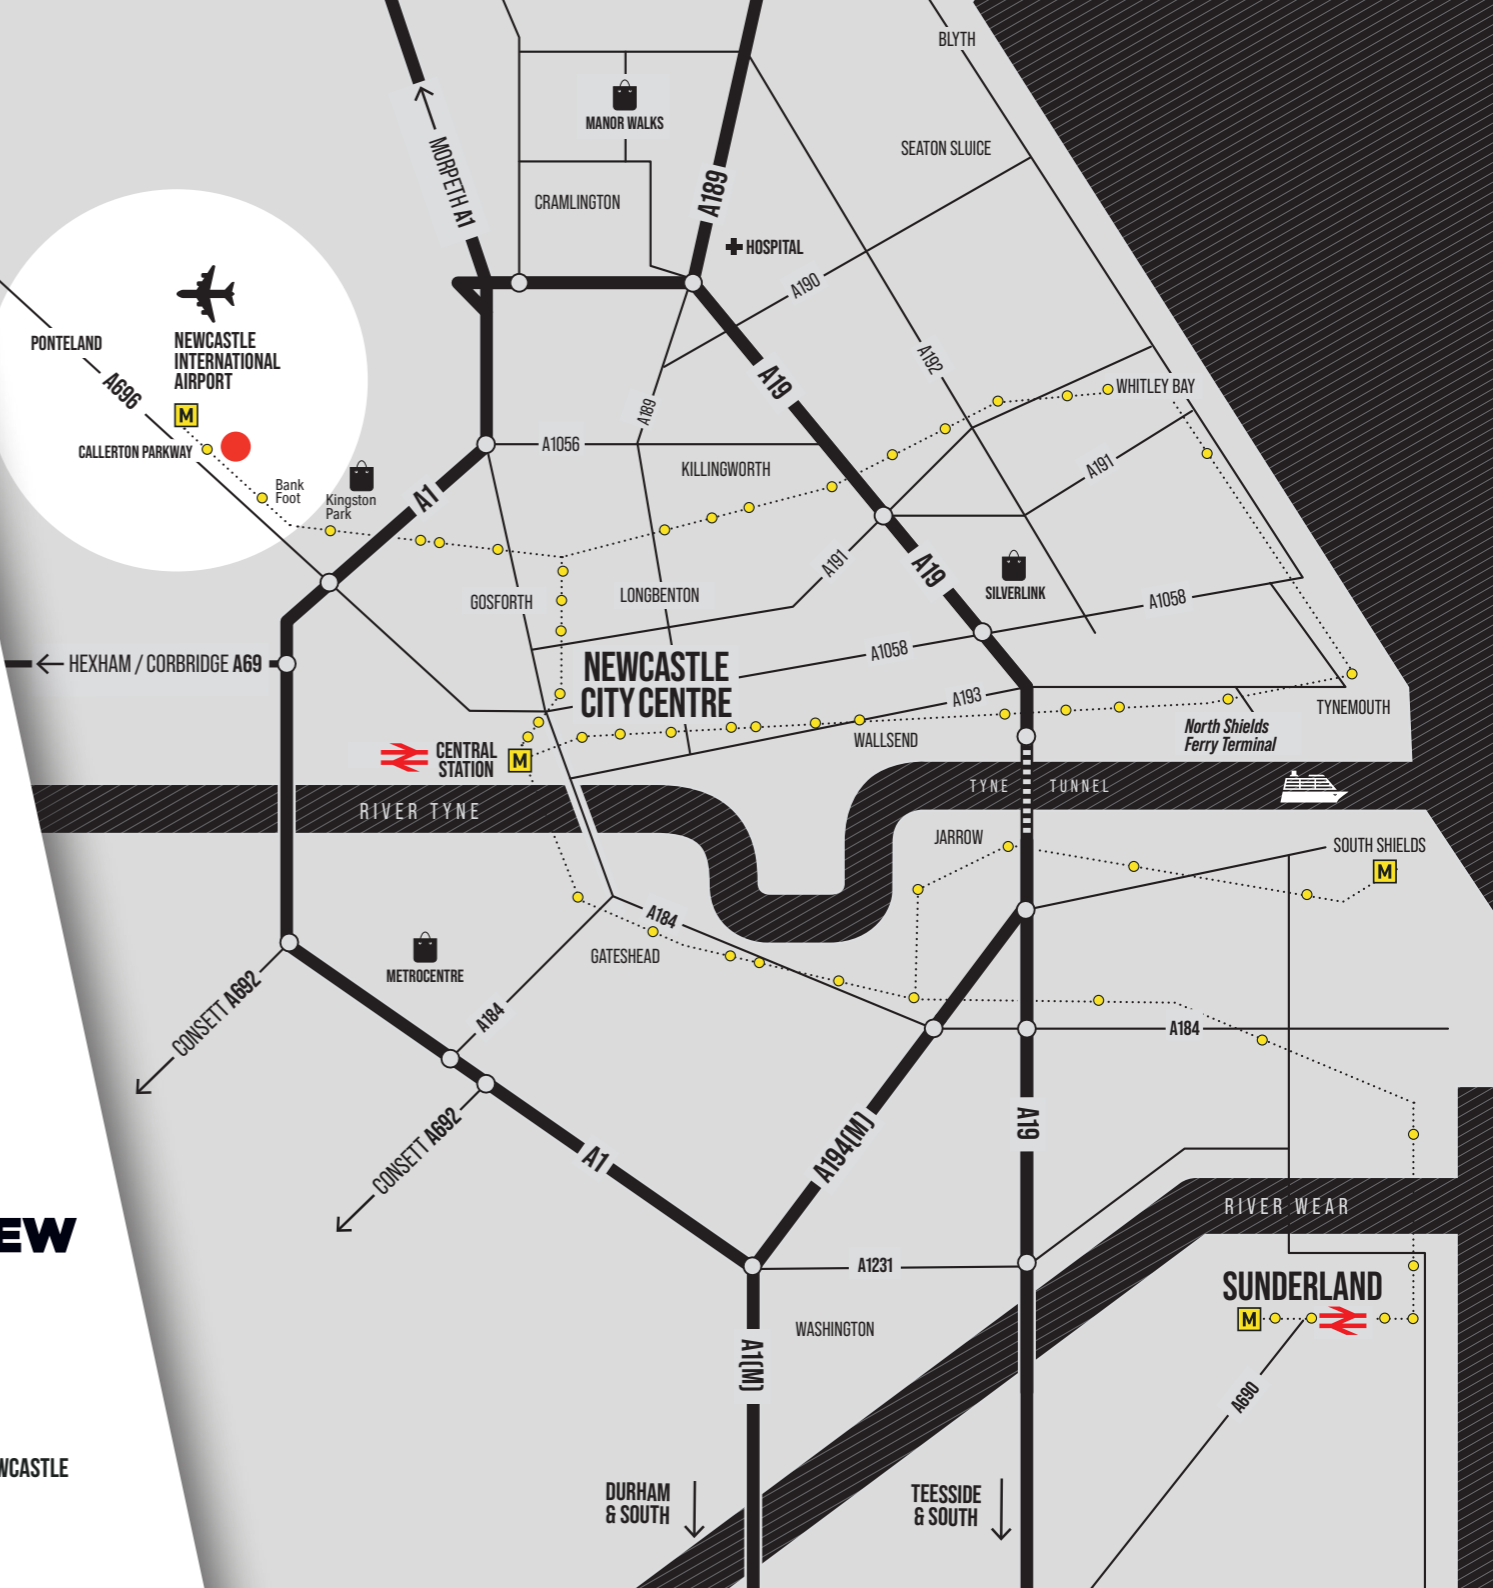 BLYTH
MANOR WALKS
SEATON SLUICE
MORPETH A1
A189
CRAMLINGTON
HOSPITAL
A190
PONTELAND
NEWCASTLE
INTERNATIONAL
AIRPORT
A696
M
CALLERTON PARKWAY
A19
A192
WHITLEY BAY
A189
A1056
KILLINGWORTH
A191
Bank
Foot
Kingston
Park
A1
A191
A19
SILVERLINK
GOSFORTH
LONGBENTON
A1058
A1058
HEXHAM / CORBRIDGE A69
NEWCASTLE
CITY CENTRE
A193
TYNEMOUTH
North Shields
Ferry Terminal
WALLSEND
CENTRAL
STATION
M
TYNE TUNNEL
RIVER TYNE
JARROW
SOUTH SHIELDS
M
A184
GATESHEAD
METROCENTRE
CONSETT A692
A184
A184
CONSETT A692
A1
A194(M)
A19
RIVER WEAR
EW
A1231
SUNDERLAND
M
WASHINGTON
A1(M)
A690
WCASTLE
DURHAM
& SOUTH
TEESSIDE
& SOUTH